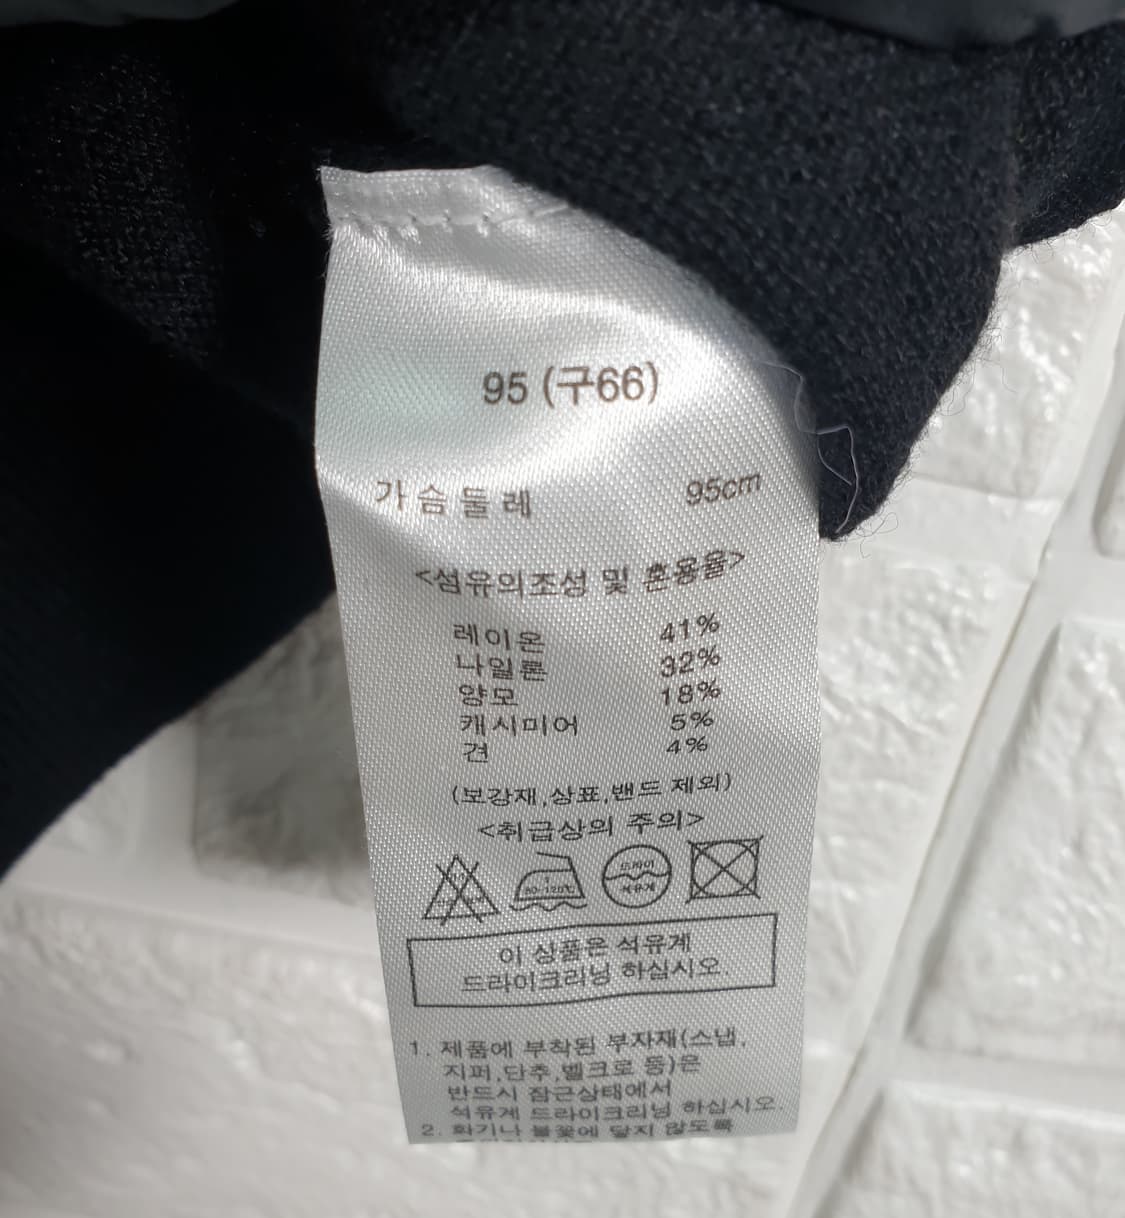 95 (구66)
가슴둘레 95cm
<섬유의조성 및 혼용율>
레이온 41%
나일론 32%
양모 18%
캐시미어 5%
견 4%
(보강재,상표,밴드 제외)
<취급상의 주의>
80-120℃ 드라이
석유계
이 상품은 석유계
드라이크리닝 하십시오
1. 제품에 부착된 부자재(스냅,
지퍼,단추,벨크로 등)은
반드시 잠근상태에서
석유계 드라이크리닝 하십시오.
2. 화기나 불꽃에 닿지 않도록